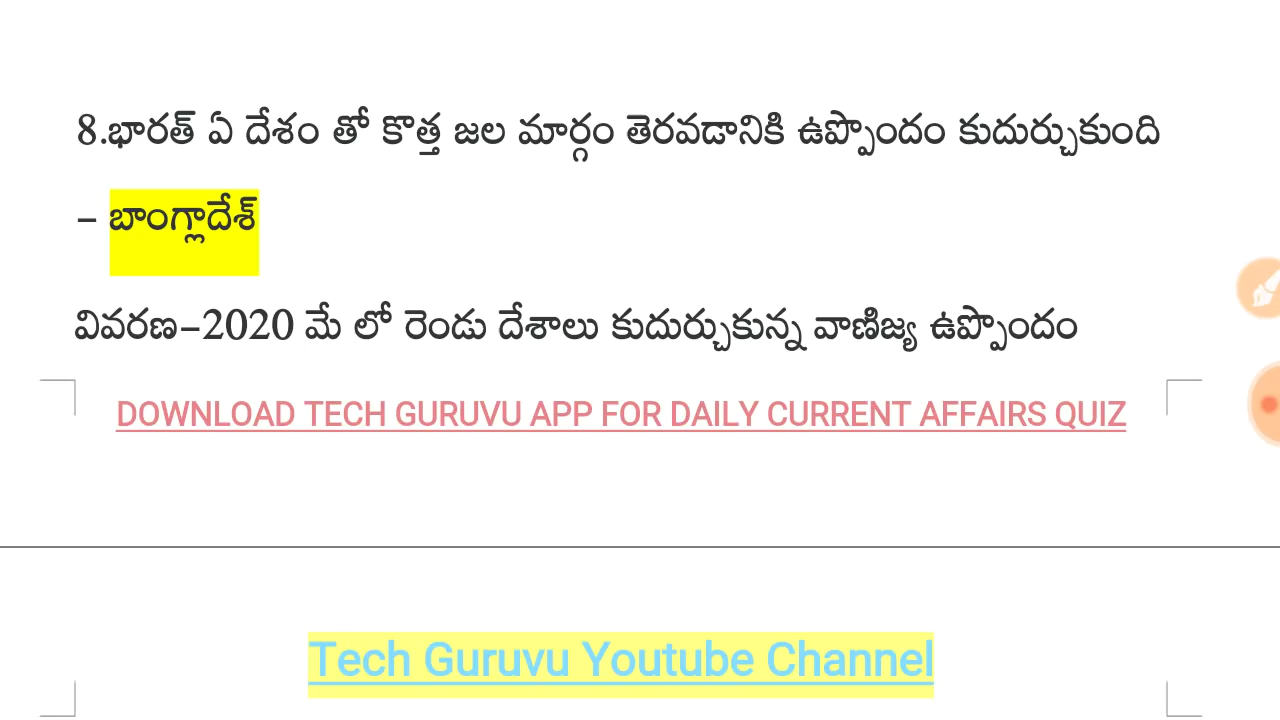 8.భారత్ ఏ దేశం తో కొత్త జల మార్గం తెరవడానికి ఉప్పొందం కుదుర్చుకుంది
– బాంగ్లాదేశ్
వివరణ–2020 మే లో రెండు దేశాలు కుదుర్చుకున్న వాణిజ్య ఉప్పొందం
DOWNLOAD TECH GURUVU APP FOR DAILY CURRENT AFFAIRS QUIZ
Tech Guruvu Youtube Channel